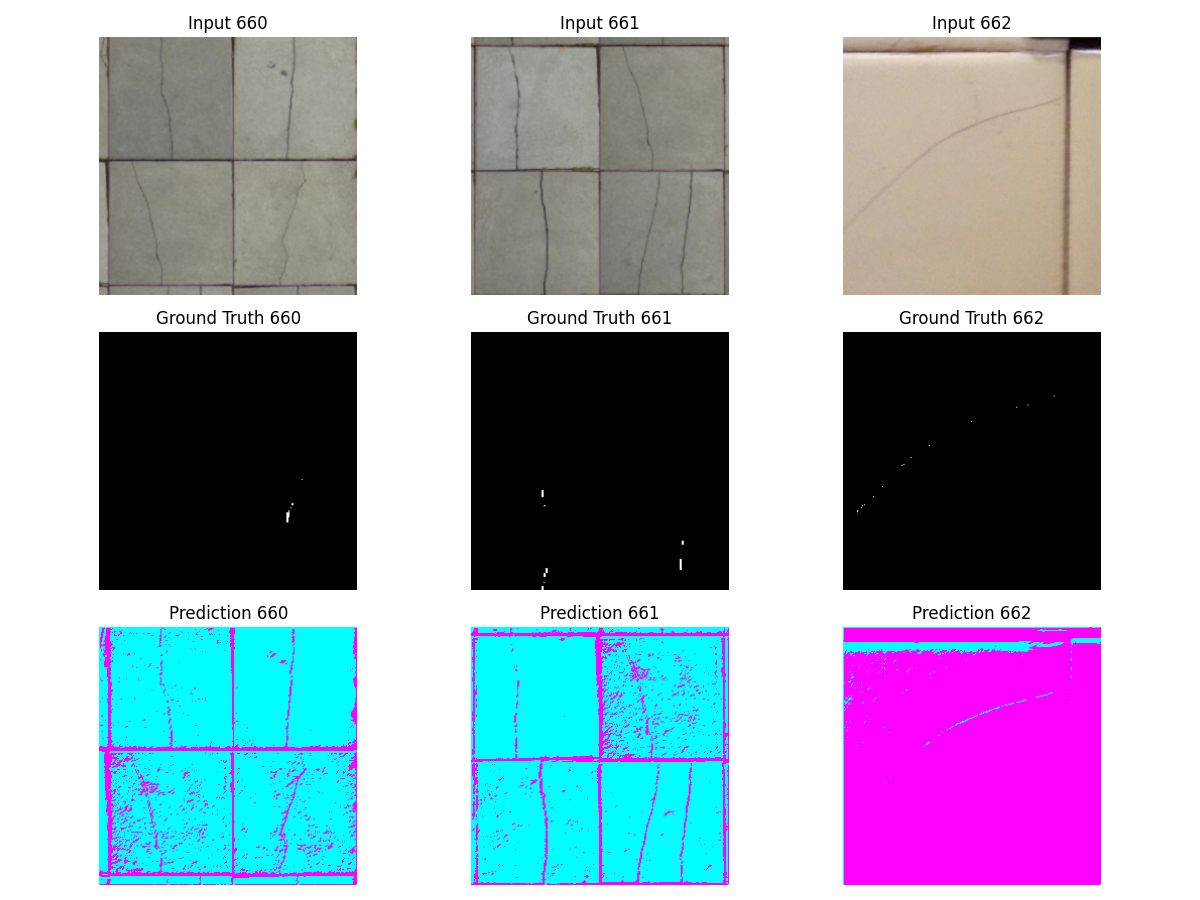 Input 660
Input 661
Input 662
Ground Truth 660
Ground Truth 661
Ground Truth 662
Prediction 660
Prediction 661
Prediction 662